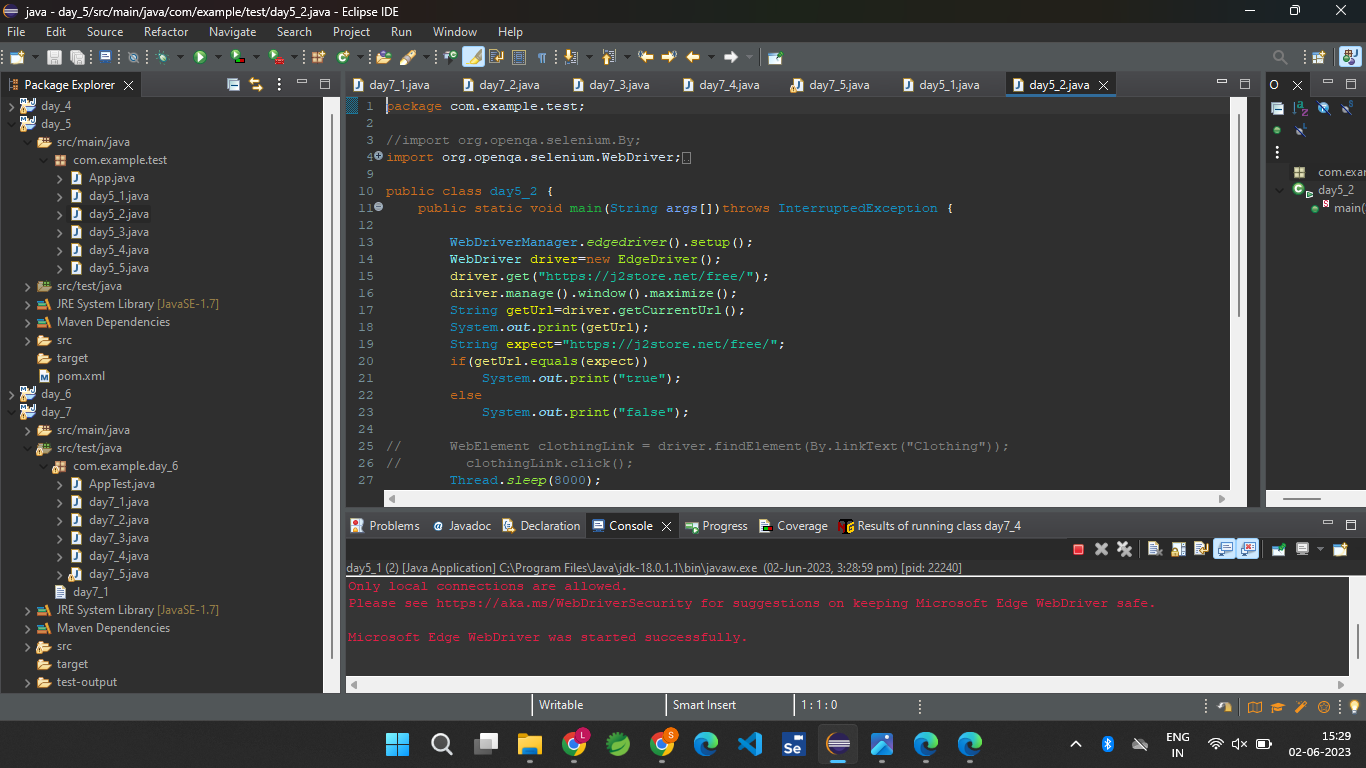 java - day_5/src/main/java/com/example/test/day5_2.java - Eclipse IDE
File Edit Source Refactor Navigate Search Project Run Window Help
Package Explorer
day_4
day_5
src/main/java
com.example.test
App.java
day5_1.java
day5_2.java
day5_3.java
day5_4.java
day5_5.java
src/test/java
JRE System Library [JavaSE-1.7]
Maven Dependencies
src
target
pom.xml
day_6
day_7
src/main/java
src/test/java
com.example.day_6
AppTest.java
day7_1.java
day7_2.java
day7_3.java
day7_4.java
day7_5.java
day7_1
JRE System Library [JavaSE-1.7]
Maven Dependencies
src
target
test-output
day7_1.java day7_2.java day7_3.java day7_4.java day7_5.java day5_1.java day5_2.java
1 package com.example.test;
2
3 //import org.openqa.selenium.By;
4 import org.openqa.selenium.WebDriver;
9
10 public class day5_2 {
11 public static void main(String args[])throws InterruptedException {
12
13 WebDriverManager.edgedriver().setup();
14 WebDriver driver=new EdgeDriver();
15 driver.get("https://j2store.net/free/");
16 driver.manage().window().maximize();
17 String getUrl=driver.getCurrentUrl();
18 System.out.print(getUrl);
19 String expect="https://j2store.net/free/";
20 if(getUrl.equals(expect))
21 System.out.print("true");
22 else
23 System.out.print("false");
24
25 // WebElement clothingLink = driver.findElement(By.linkText("Clothing"));
26 // clothingLink.click();
27 Thread.sleep(8000);
O
com.exar
day5_2
main(
Problems Javadoc Declaration Console Progress Coverage Results of running class day7_4
day5_1 (2) [Java Application] C:\Program Files\Java\jdk-18.0.1.1\bin\javaw.exe (02-Jun-2023, 3:28:59 pm) [pid: 22240]
Only local connections are allowed.
Please see https://aka.ms/WebDriverSecurity for suggestions on keeping Microsoft Edge WebDriver safe.
Microsoft Edge WebDriver was started successfully.
Writable Smart Insert 1 : 1 : 0
L S Se
ENG
IN
15:29
02-06-2023